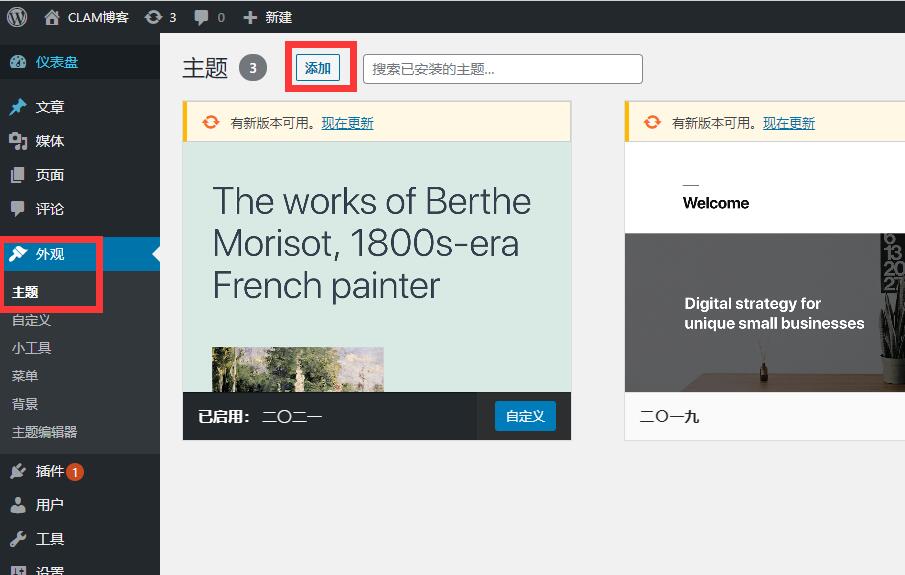 CLAM博客 3 0 新建
仪表盘
文章
媒体
页面
评论
外观
主题
自定义
小工具
菜单
背景
主题编辑器
插件 1
用户
工具
设置
主题 3 添加 搜索已安装的主题...
有新版本可用。现在更新
The works of Berthe
Morisot, 1800s-era
French painter
已启用： 二〇二一 自定义
有新版本可用。现在更新
Welcome
Digital strategy for
unique small businesses
6
13
20
27
二〇一九